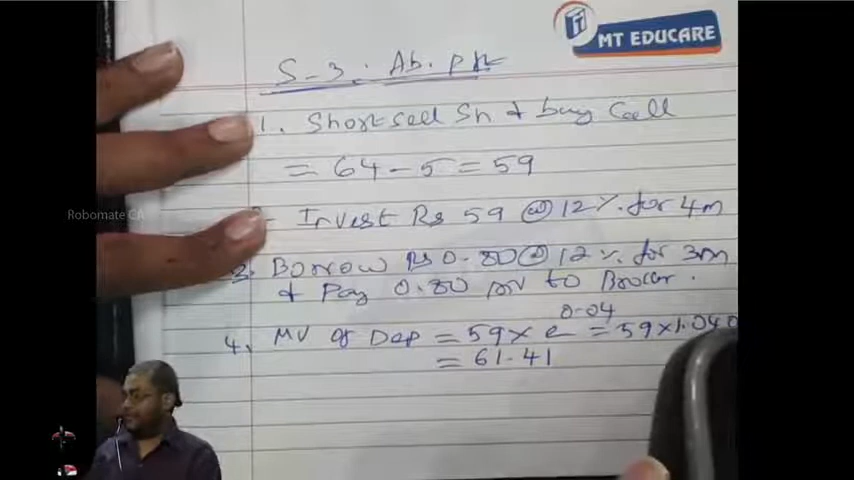 MT EDUCARE
S-3: Ab. Pr
1. Short sell Sh & buy Call
= 64 - 5 = 59
Invest Rs 59 @ 12 %. for 4m
Robomate CA
3. Borrow Rs 0.80 @ 12 %. for 3m
& Pay 0.80 DIV to Broker.
4. MV of Dep = 59 x e 0.04 = 59 x 1.040
= 61.41